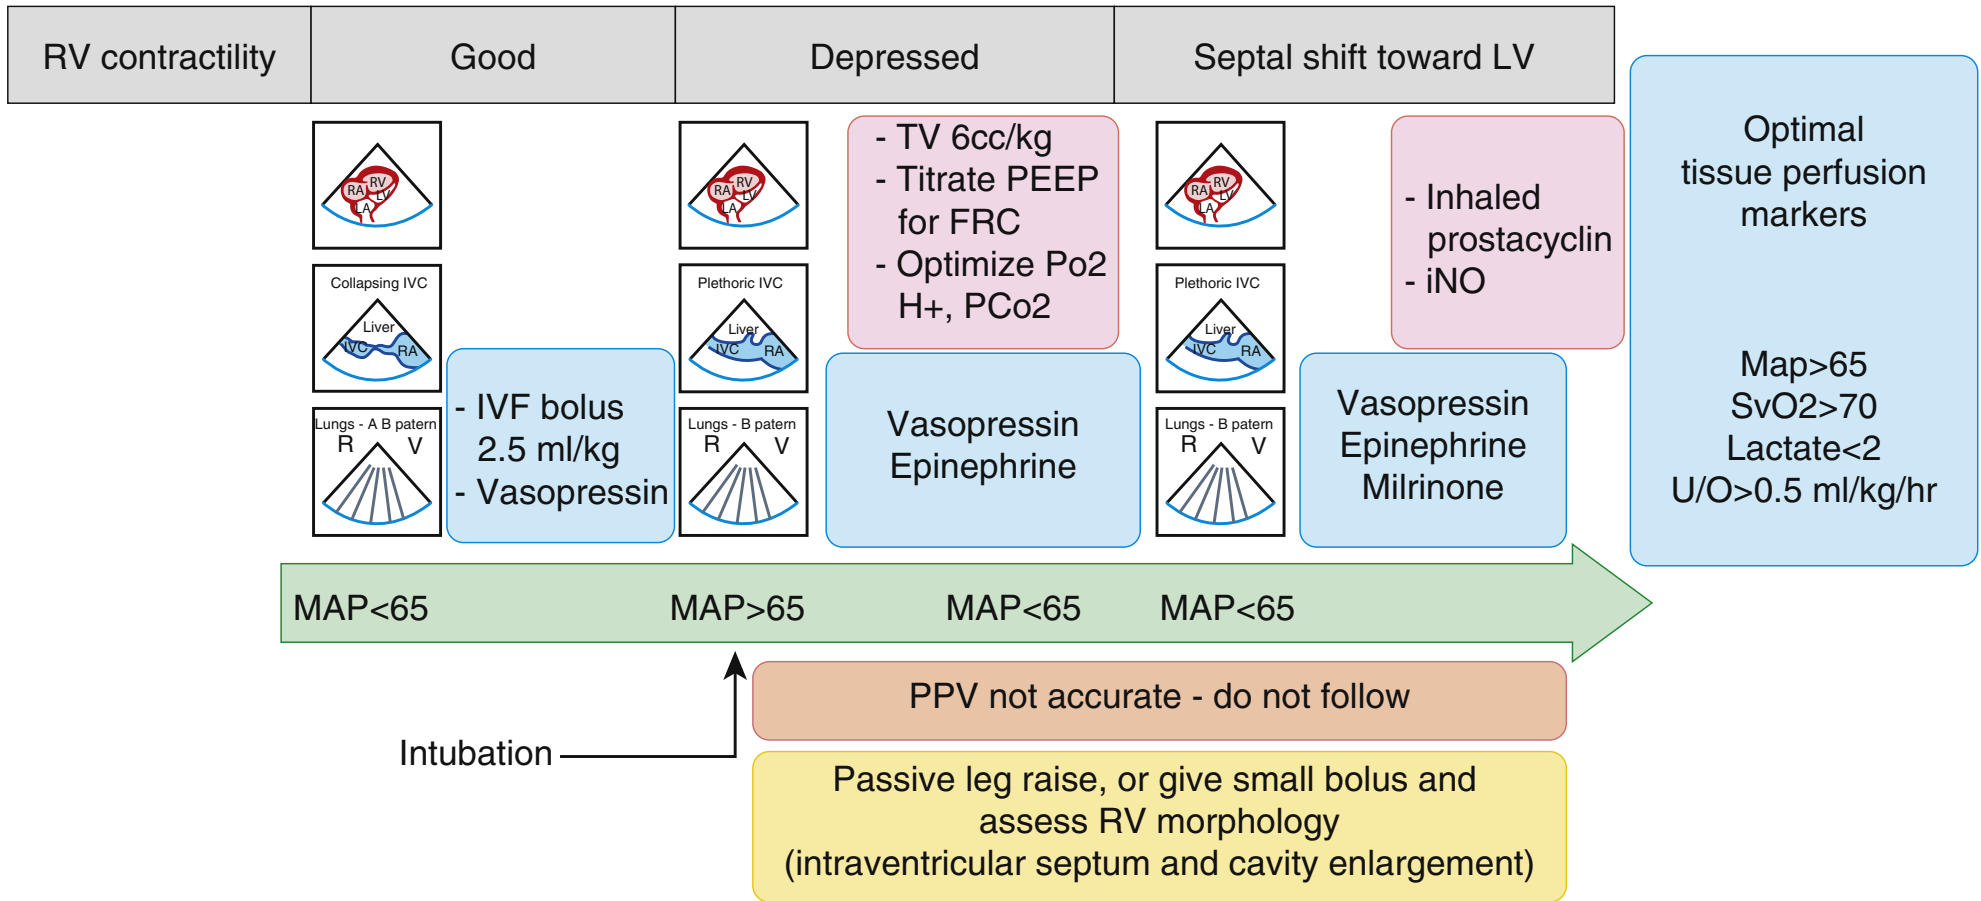 RV contractility
Good
Depressed
Septal shift toward LV
RA
RV
LV
LA
Collapsing IVC
Liver
IVC
RA
Lungs - A B patern
R
V
- IVF bolus
2.5 ml/kg
- Vasopressin
RA
RV
LV
LA
Plethoric IVC
Liver
IVC
RA
Lungs - B patern
R
V
- TV 6cc/kg
- Titrate PEEP
for FRC
- Optimize Po2
H+, PCo2
Vasopressin
Epinephrine
RA
RV
LV
LA
Plethoric IVC
Liver
IVC
RA
Lungs - B patern
R
V
- Inhaled
prostacyclin
- iNO
Vasopressin
Epinephrine
Milrinone
Optimal
tissue perfusion
markers
Map>65
SvO2>70
Lactate<2
U/O>0.5 ml/kg/hr
MAP<65
MAP>65
MAP<65
MAP<65
Intubation
PPV not accurate - do not follow
Passive leg raise, or give small bolus and
assess RV morphology
(intraventricular septum and cavity enlargement)